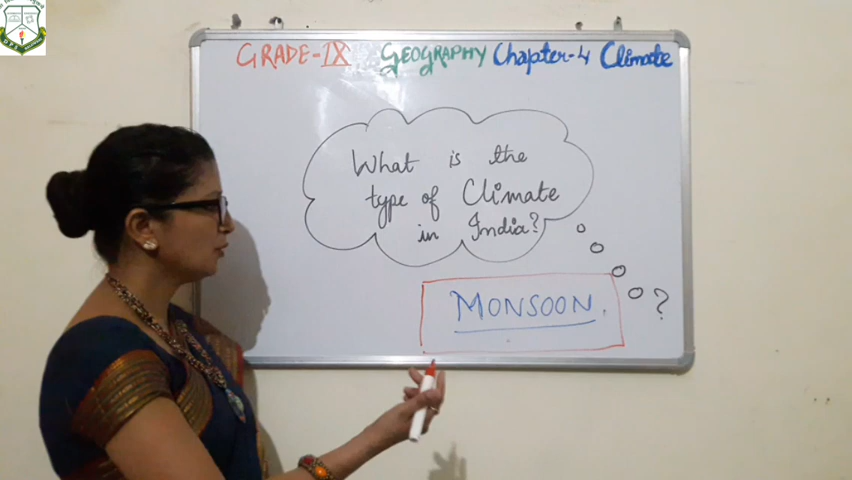 GRADE-IX GEOGRAPHY Chapter-4 Climate
What is the
type of Climate
in India?
MONSOON.
?